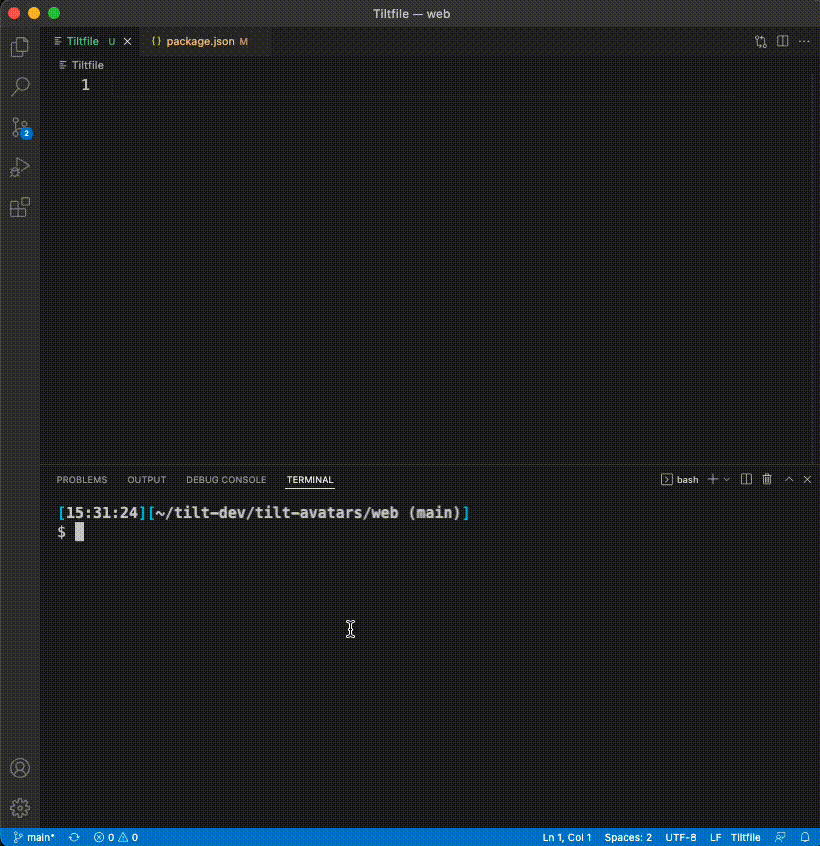 Tiltfile — web
Tiltfile U package.json M
Tiltfile
1
2
PROBLEMS OUTPUT DEBUG CONSOLE TERMINAL bash
[15:31:24][~/tilt-dev/tilt-avatars/web (main)]
$
main* 0 0 Ln 1, Col 1 Spaces: 2 UTF-8 LF Tiltfile